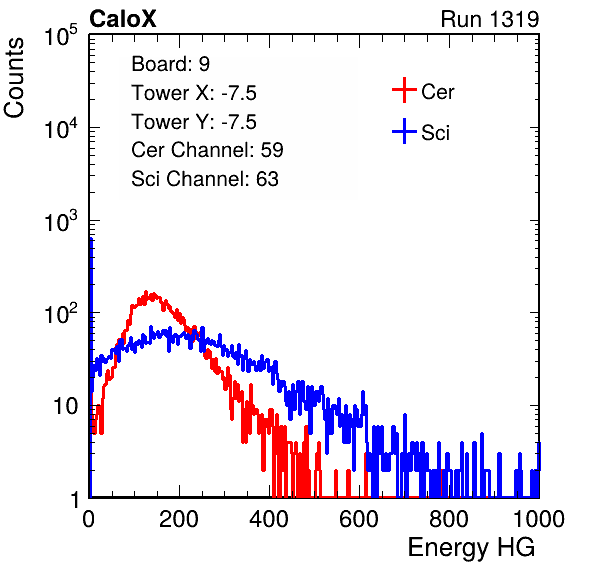 CaloX Run 1319
Counts
10^5
10^4
10^3
10^2
10
1
Board: 9
Tower X: -7.5
Tower Y: -7.5
Cer Channel: 59
Sci Channel: 63
Cer
Sci
0 200 400 600 800 1000
Energy HG